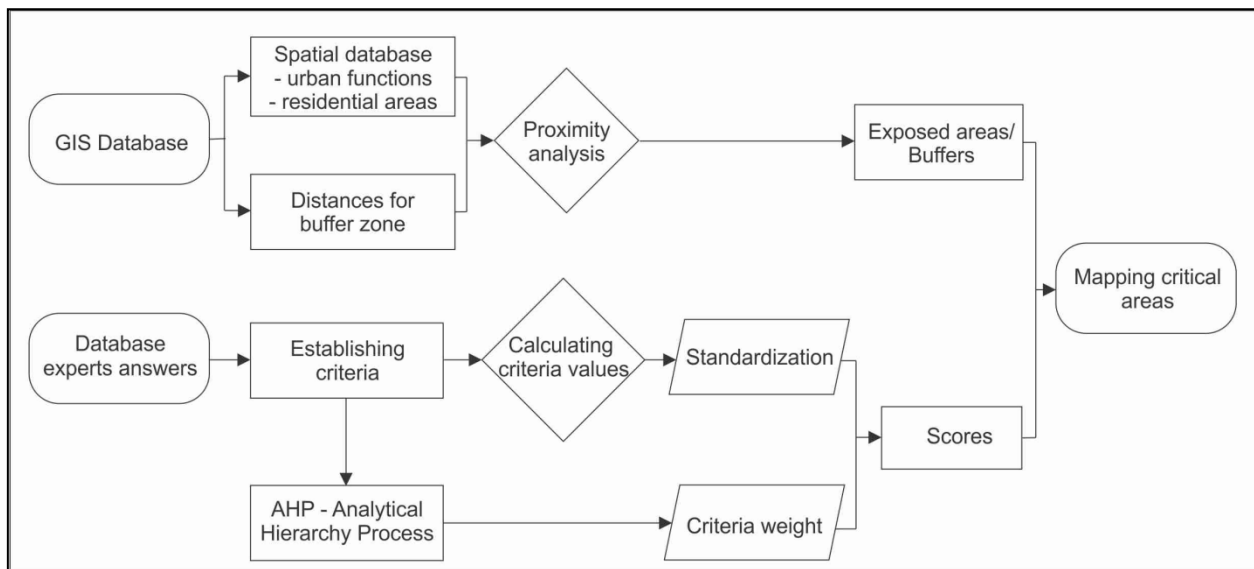 GIS Database
Spatial database
- urban functions
- residential areas
Distances for
buffer zone
Proximity
analysis
Exposed areas/
Buffers
Mapping critical
areas
Database
experts answers
Establishing
criteria
Calculating
criteria values
Standardization
Scores
AHP - Analytical
Hierarchy Process
Criteria weight